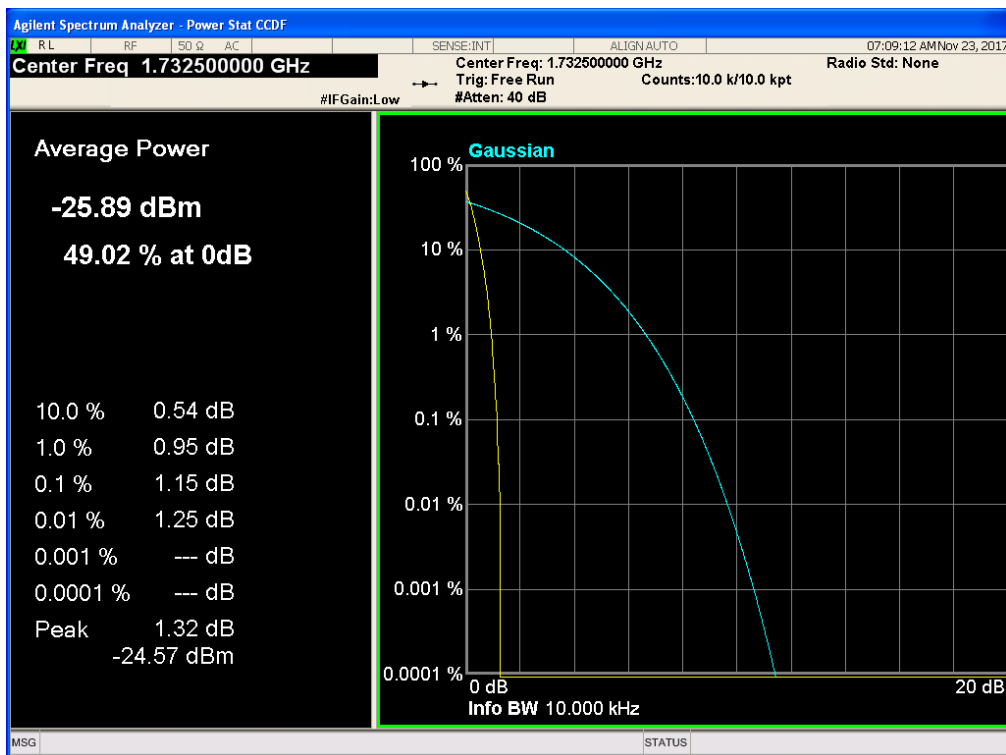 Agilent Spectrum Analyzer - Power Stat CCDF
LXI RL RF 50 Ω AC SENSE:INT ALIGN AUTO 07:09:12 AM Nov 23, 2017
Center Freq 1.732500000 GHz
Center Freq: 1.732500000 GHz Radio Std: None
Trig: Free Run Counts:10.0 k/10.0 kpt
#IFGain:Low #Atten: 40 dB
Average Power
-25.89 dBm
49.02 % at 0dB
10.0 % 0.54 dB
1.0 % 0.95 dB
0.1 % 1.15 dB
0.01 % 1.25 dB
0.001 % --- dB
0.0001 % --- dB
Peak 1.32 dB
-24.57 dBm
Gaussian
100 %
10 %
1 %
0.1 %
0.01 %
0.001 %
0.0001 %
0 dB 20 dB
Info BW 10.000 kHz
MSG STATUS